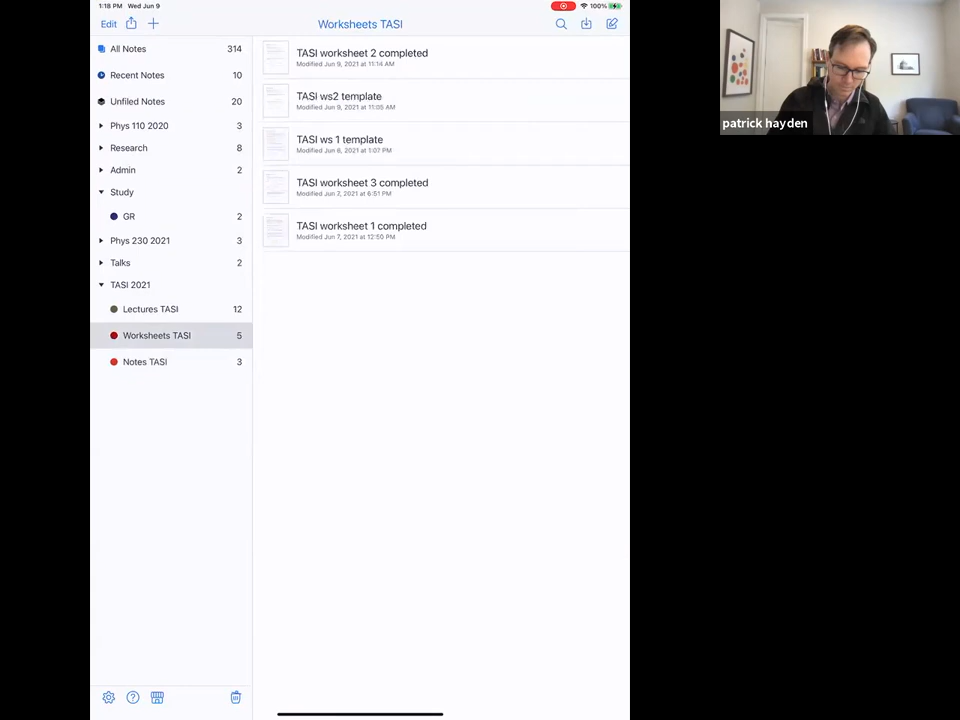 1:18 PM Wed Jun 9
100%
Edit
Worksheets TASI
All Notes 314
Recent Notes 10
Unfiled Notes 20
Phys 110 2020 3
Research 8
Admin 2
Study
GR 2
Phys 230 2021 3
Talks 2
TASI 2021
Lectures TASI 12
Worksheets TASI 5
Notes TASI 3
TASI worksheet 2 completed
Modified Jun 9, 2021 at 11:14 AM
TASI ws2 template
Modified Jun 9, 2021 at 11:05 AM
TASI ws 1 template
Modified Jun 8, 2021 at 1:07 PM
TASI worksheet 3 completed
Modified Jun 7, 2021 at 6:51 PM
TASI worksheet 1 completed
Modified Jun 7, 2021 at 12:50 PM
patrick hayden